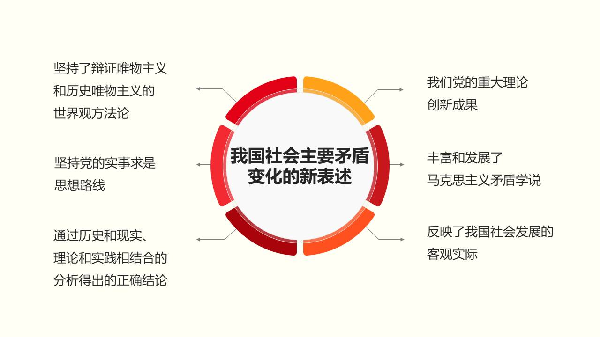 坚持了辩证唯物主义
和历史唯物主义的
世界观方法论
坚持党的实事求是
思想路线
通过历史和现实、
理论和实践相结合的
分析得出的正确结论
我国社会主要矛盾
变化的新表述
我们党的重大理论
创新成果
丰富和发展了
马克思主义矛盾学说
反映了我国社会发展的
客观实际